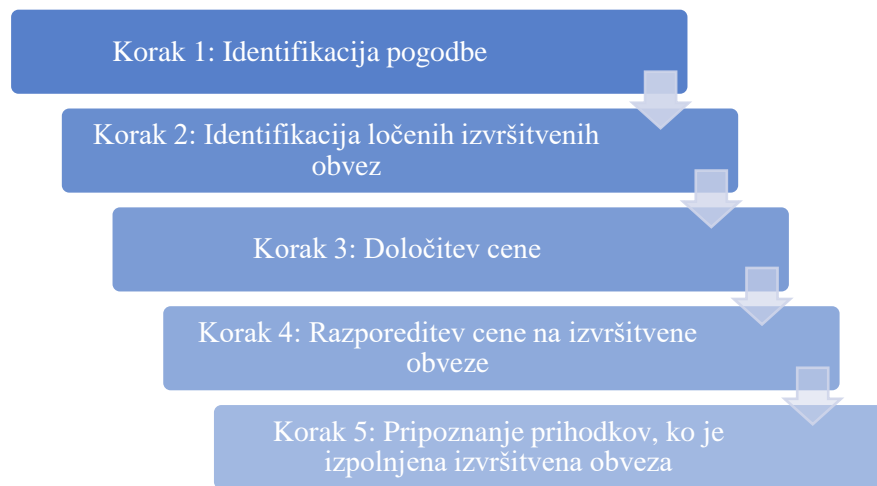 Korak 1: Identifikacija pogodbe
Korak 2: Identifikacija ločenih izvršitvenih
obvez
Korak 3: Določitev cene
Korak 4: Razporeditev cene na izvršitvene
obveze
Korak 5: Pripoznanje prihodkov, ko je
izpolnjena izvršitvena obveza